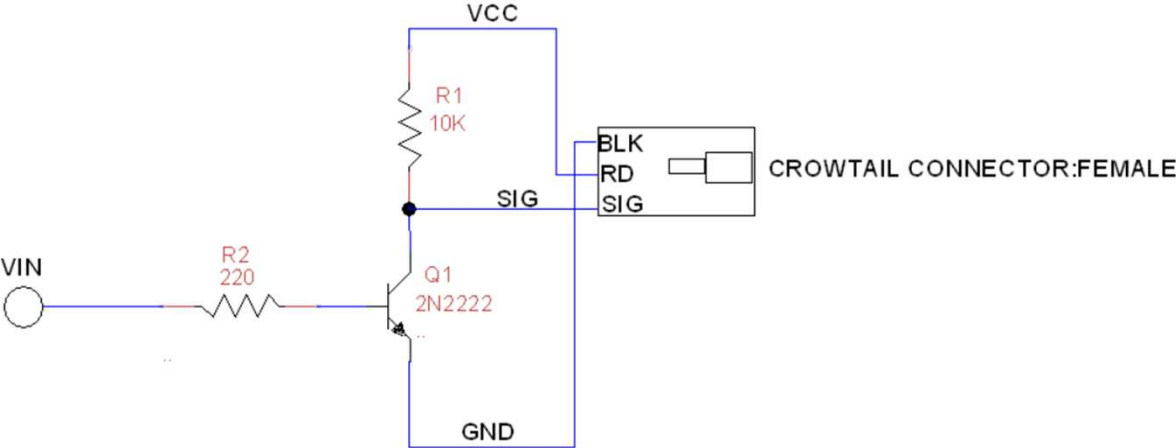 VCC
R1
10K
BLK
RD
SIG
SIG
CROWTAIL CONNECTOR:FEMALE
VIN
R2
220
Q1
2N2222
GND